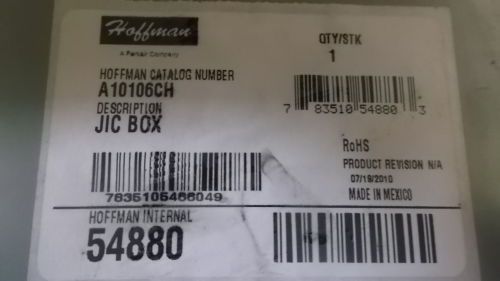 Hoffman
A Pentair Company
QTY/STK
1
HOFFMAN CATALOG NUMBER
A10106CH
DESCRIPTION
JIC BOX
7 83510 54880 3
RoHS
PRODUCT REVISION N/A
07/19/2010
MADE IN MEXICO
7835105466049
HOFFMAN INTERNAL
54880